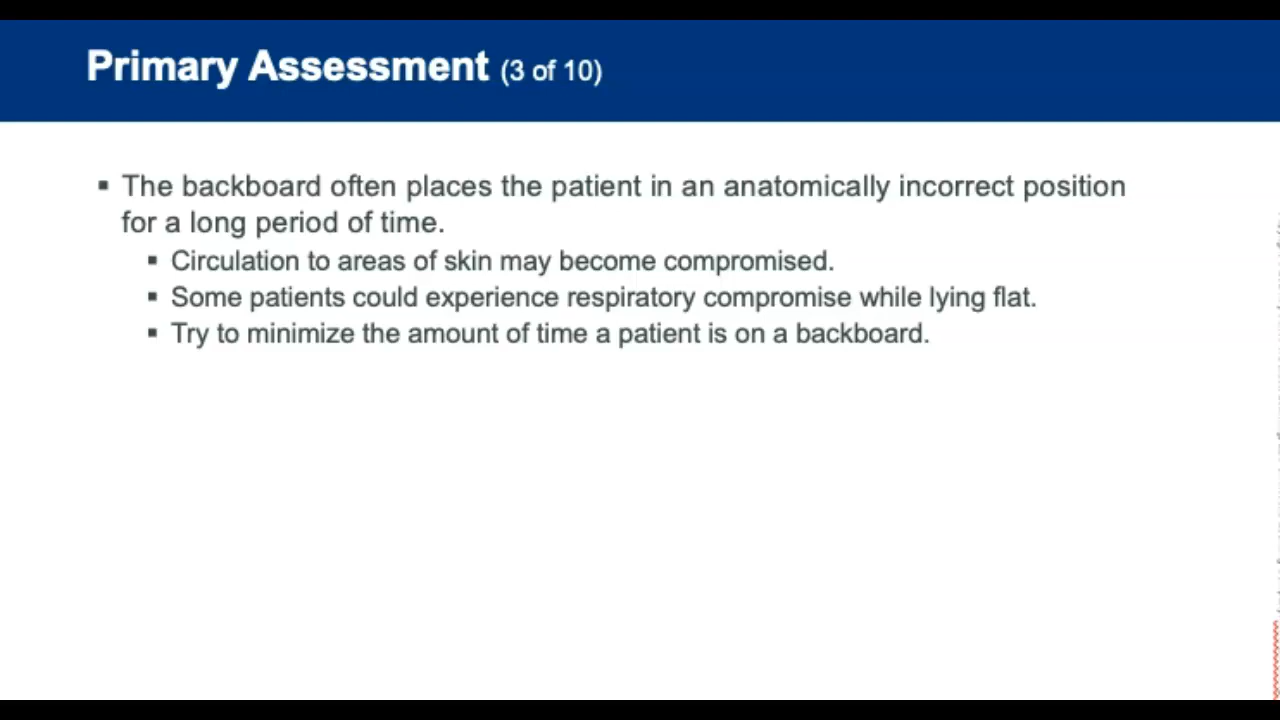 Primary Assessment (3 of 10)
▪ The backboard often places the patient in an anatomically incorrect position
for a long period of time.
▪ Circulation to areas of skin may become compromised.
▪ Some patients could experience respiratory compromise while lying flat.
▪ Try to minimize the amount of time a patient is on a backboard.